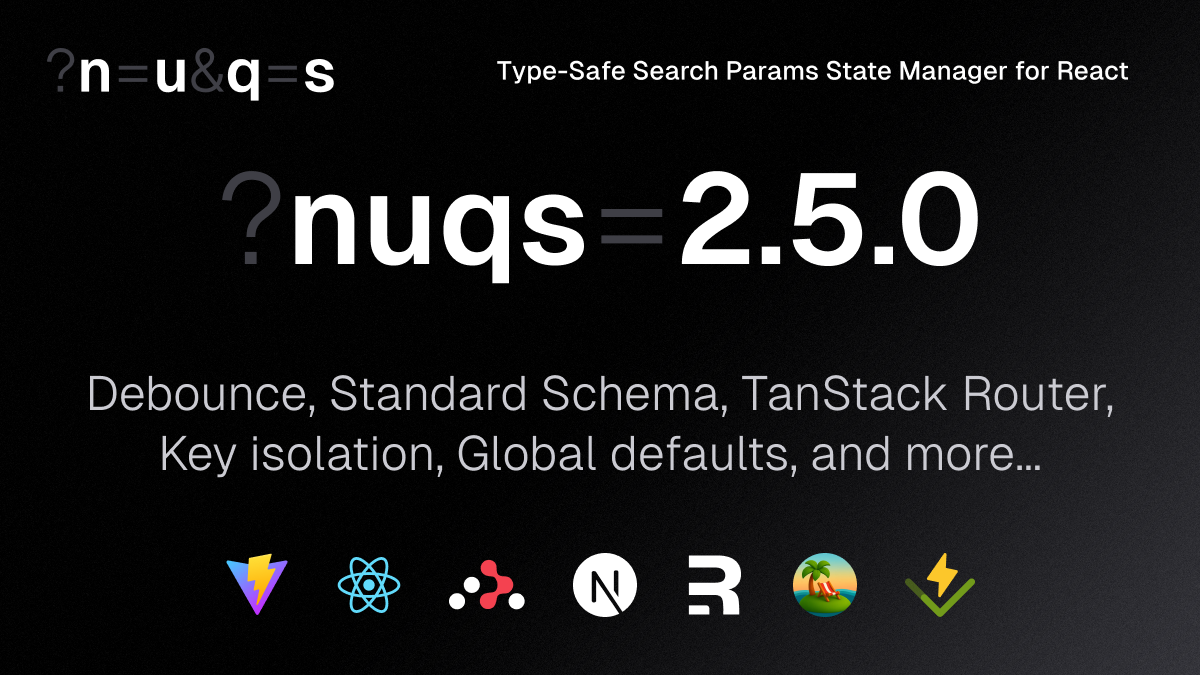 ?n=u&q=s
Type-Safe Search Params State Manager for React
?nuqs=2.5.0
Debounce, Standard Schema, TanStack Router,
Key isolation, Global defaults, and more...